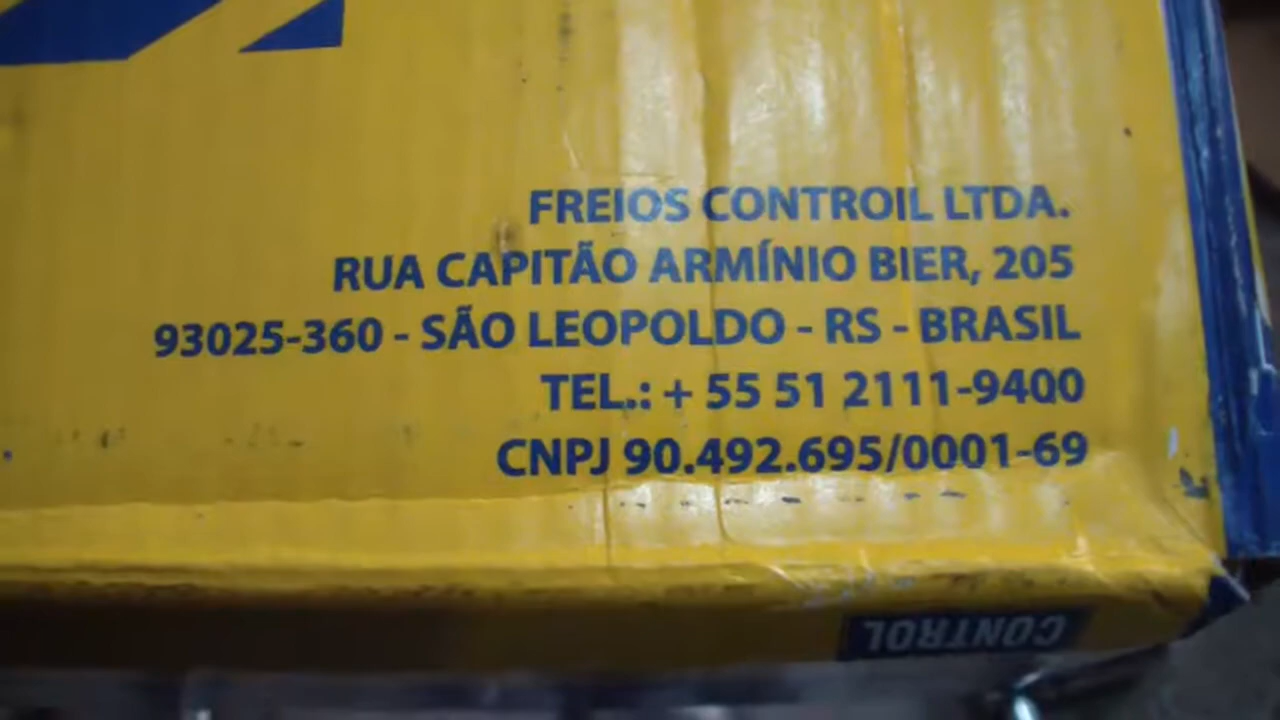 FREIOS CONTROIL LTDA.
RUA CAPITÃO ARMÍNIO BIER, 205
93025-360 - SÃO LEOPOLDO - RS - BRASIL
TEL.: + 55 51 2111-9400
CNPJ 90.492.695/0001-69
CONTROL